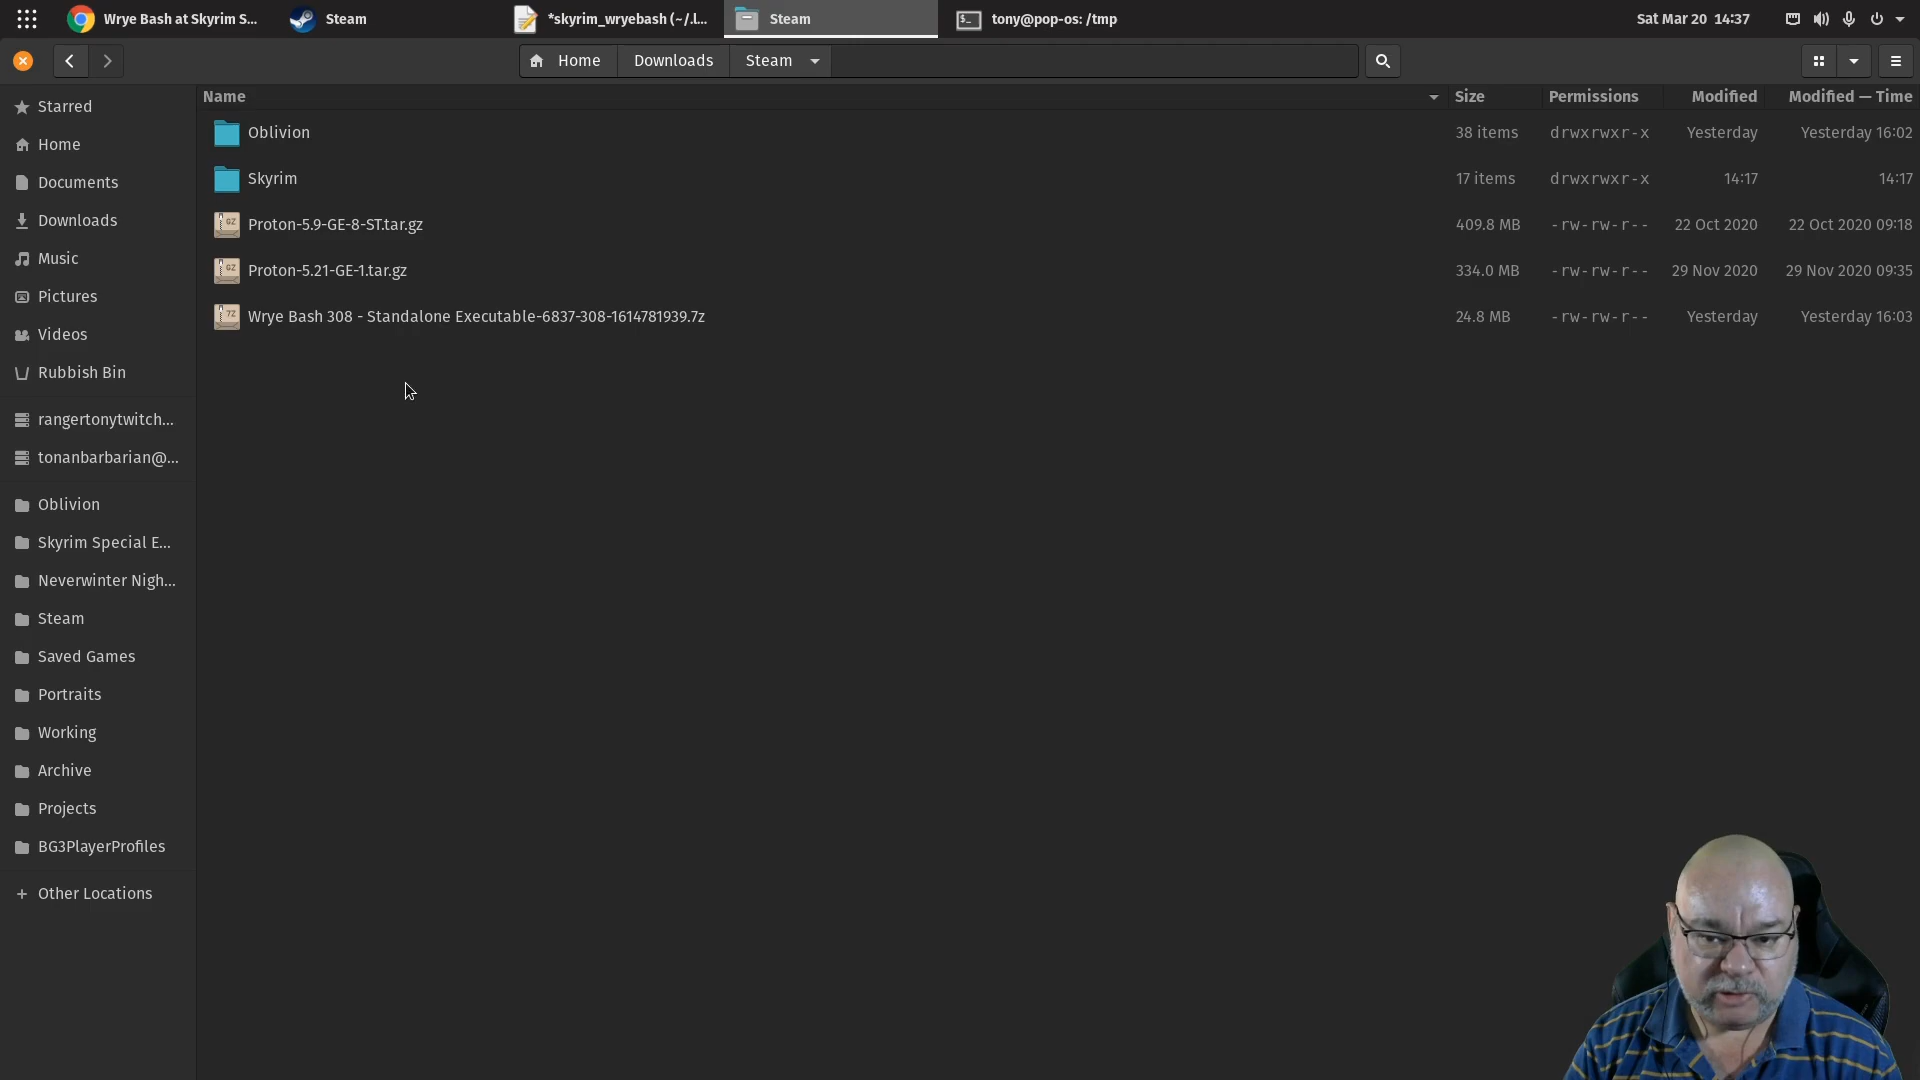 Wrye Bash at Skyrim S... Steam *skyrim_wryebash (~/.l... Steam tony@pop-os: /tmp Sat Mar 20 14:37
Home Downloads Steam
Starred
Home
Documents
Downloads
Music
Pictures
Videos
Rubbish Bin
rangertonytwitch...
tonanbarbarian@...
Oblivion
Skyrim Special E...
Neverwinter Nigh...
Steam
Saved Games
Portraits
Working
Archive
Projects
BG3PlayerProfiles
+ Other Locations
Name Size Permissions Modified Modified — Time
Oblivion 38 items drwxrwxr-x Yesterday Yesterday 16:02
Skyrim 17 items drwxrwxr-x 14:17 14:17
GZ Proton-5.9-GE-8-ST.tar.gz 409.8 MB -rw-rw-r-- 22 Oct 2020 22 Oct 2020 09:18
GZ Proton-5.21-GE-1.tar.gz 334.0 MB -rw-rw-r-- 29 Nov 2020 29 Nov 2020 09:35
7Z Wrye Bash 308 - Standalone Executable-6837-308-1614781939.7z 24.8 MB -rw-rw-r-- Yesterday Yesterday 16:03